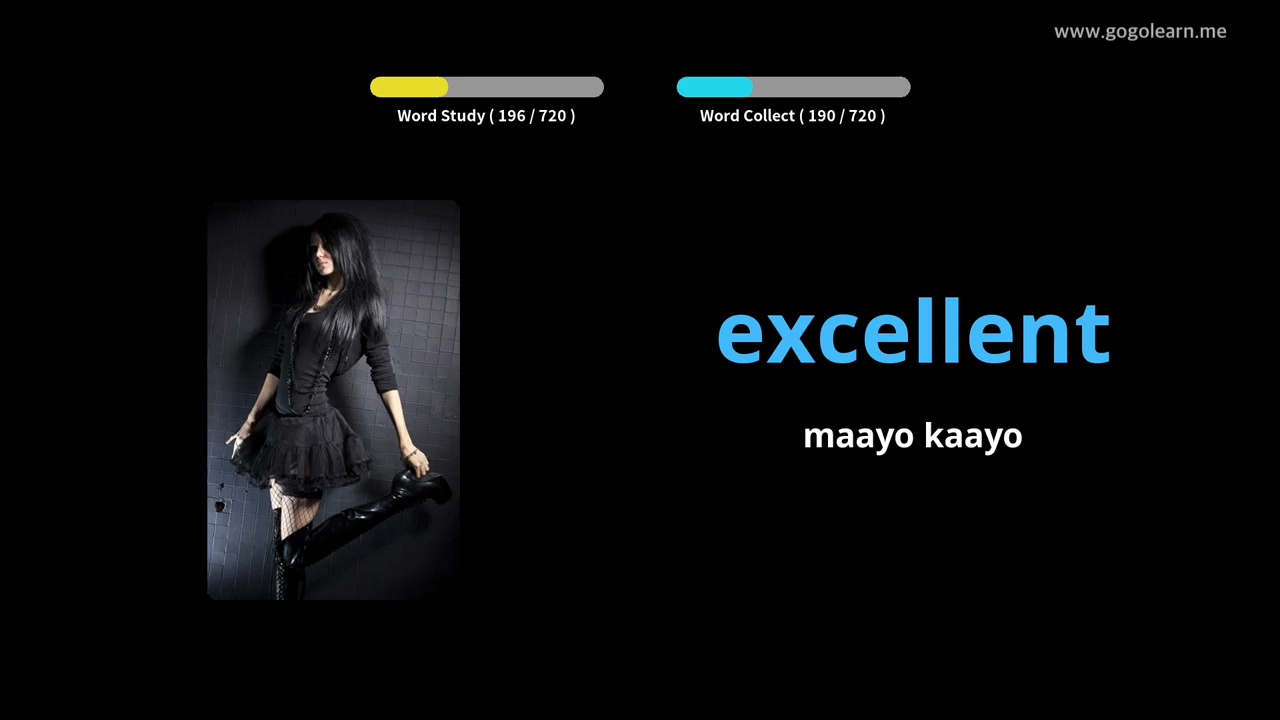 www.gogolearn.me
Word Study ( 196 / 720 )
Word Collect ( 190 / 720 )
excellent
maayo kaayo